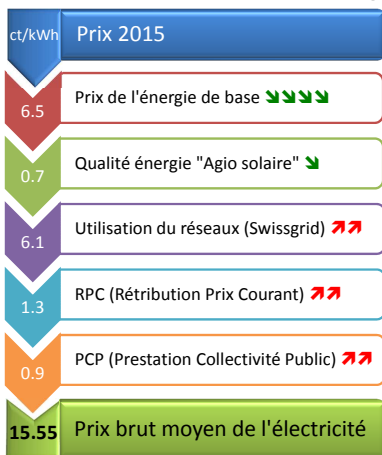 ct/kWh Prix 2015
6.5 Prix de l'énergie de base
0.7 Qualité énergie "Agio solaire"
6.1 Utilisation du réseaux (Swissgrid)
1.3 RPC (Rétribution Prix Courant)
0.9 PCP (Prestation Collectivité Public)
15.55 Prix brut moyen de l'électricité